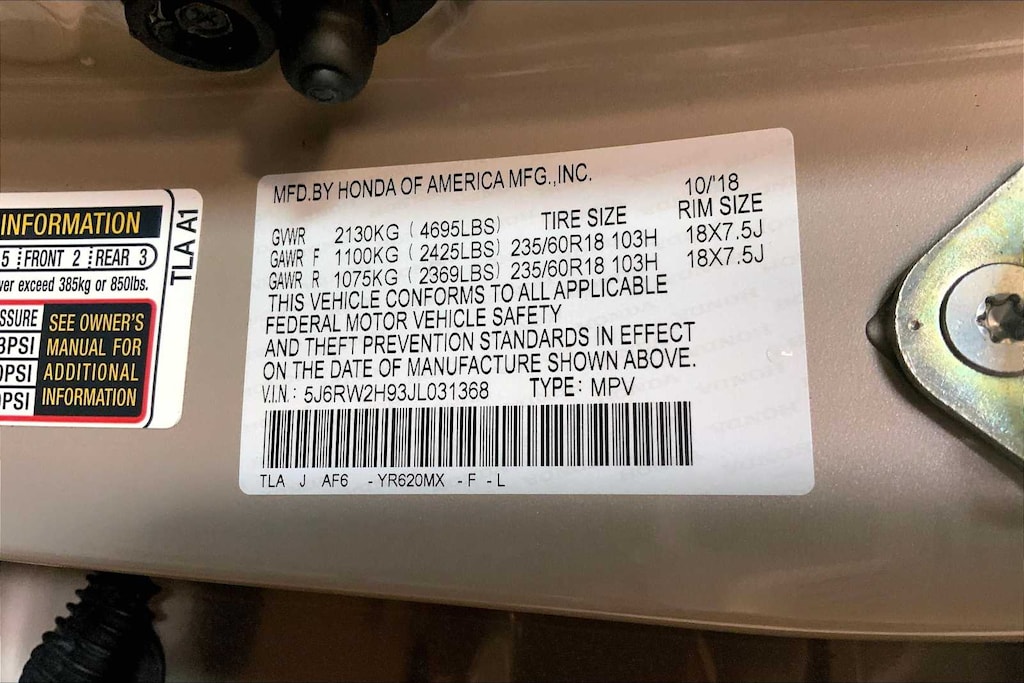 INFORMATION
5 FRONT 2 REAR 3
exceed 385kg or 850lbs.
TLA A1
SEE OWNER'S
MANUAL FOR
ADDITIONAL
INFORMATION
MFD.BY HONDA OF AMERICA MFG.,INC.
10/'18
TIRE SIZE RIM SIZE
GVWR 2130KG (4695LBS)
GAWR F 1100KG (2425LBS) 235/60R18 103H 18X7.5J
GAWR R 1075KG (2369LBS) 235/60R18 103H 18X7.5J
THIS VEHICLE CONFORMS TO ALL APPLICABLE
FEDERAL MOTOR VEHICLE SAFETY
AND THEFT PREVENTION STANDARDS IN EFFECT
ON THE DATE OF MANUFACTURE SHOWN ABOVE.
V.I.N.: 5J6RW2H93JL031368 TYPE: MPV
TLA J AF6 -YR620MX -F -L